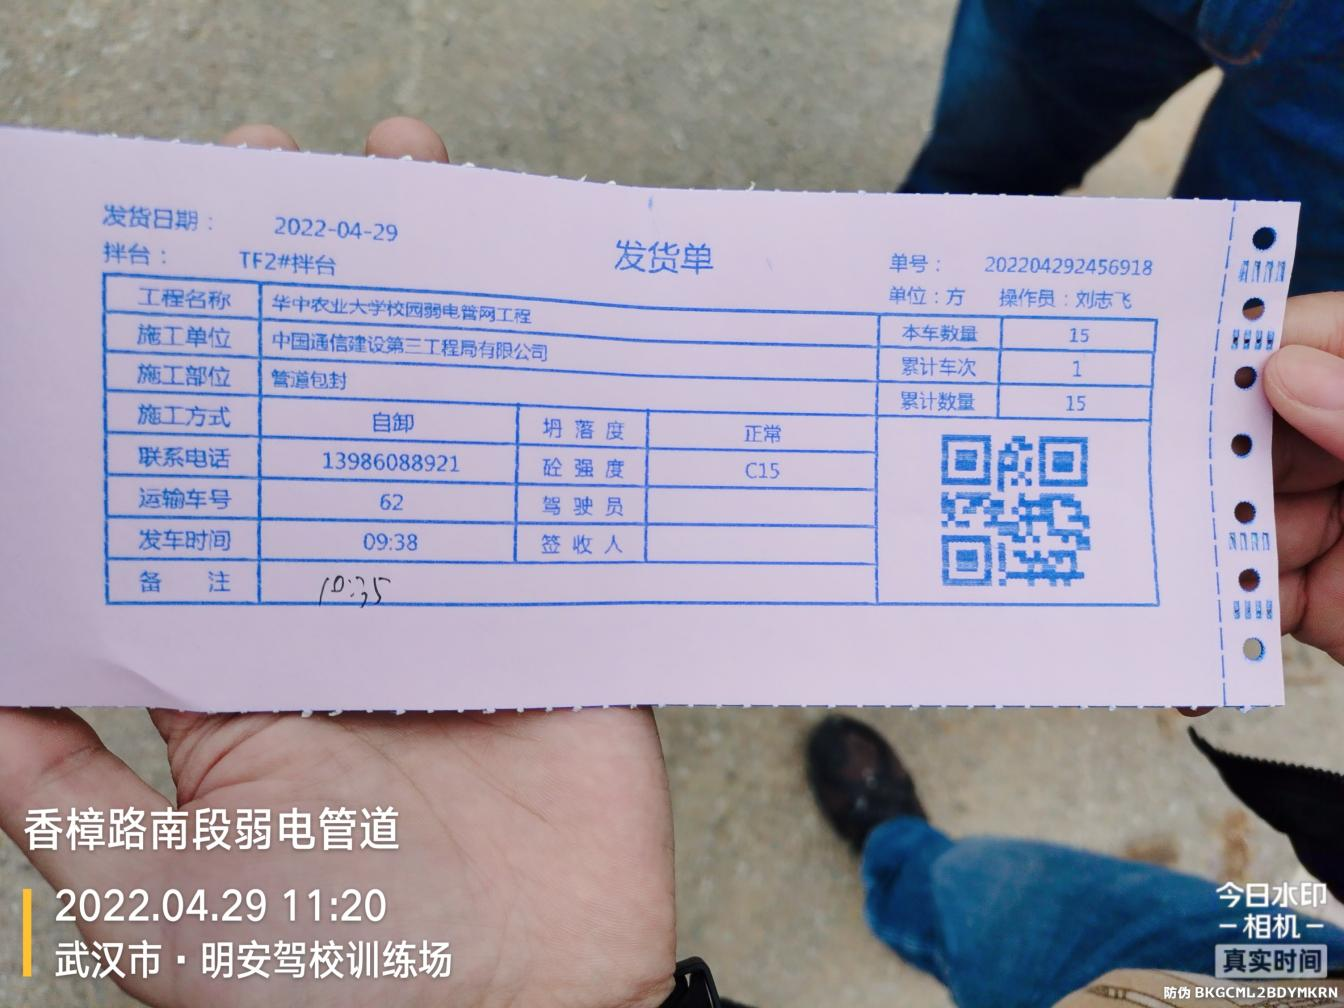 发货日期： 2022-04-29
发货单
拌台： TF2#拌台
单号： 202204292456918
单位：方 操作员：刘志飞
工程名称 华中农业大学校园弱电管网工程
本车数量 15
施工单位 中国通信建设第三工程局有限公司
累计车次 1
施工部位 管道包封
累计数量 15
施工方式 自卸 坍落度 正常
联系电话 13986088921 砼强度 C15
运输车号 62 驾驶员
发车时间 09:38 签收人
备 注 10:35
香樟路南段弱电管道
2022.04.29 11:20
武汉市·明安驾校训练场
今日水印
相机
真实时间
防伪 BKGCML2BDYMKRN